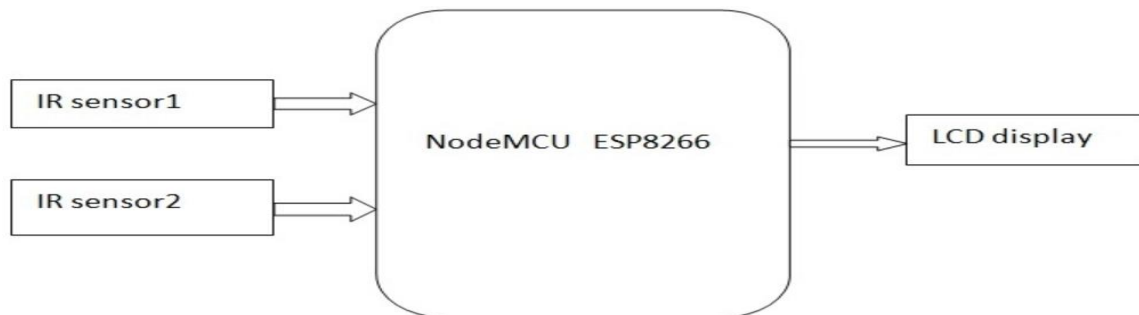 IR sensor1
IR sensor2
NodeMCU ESP8266
LCD display